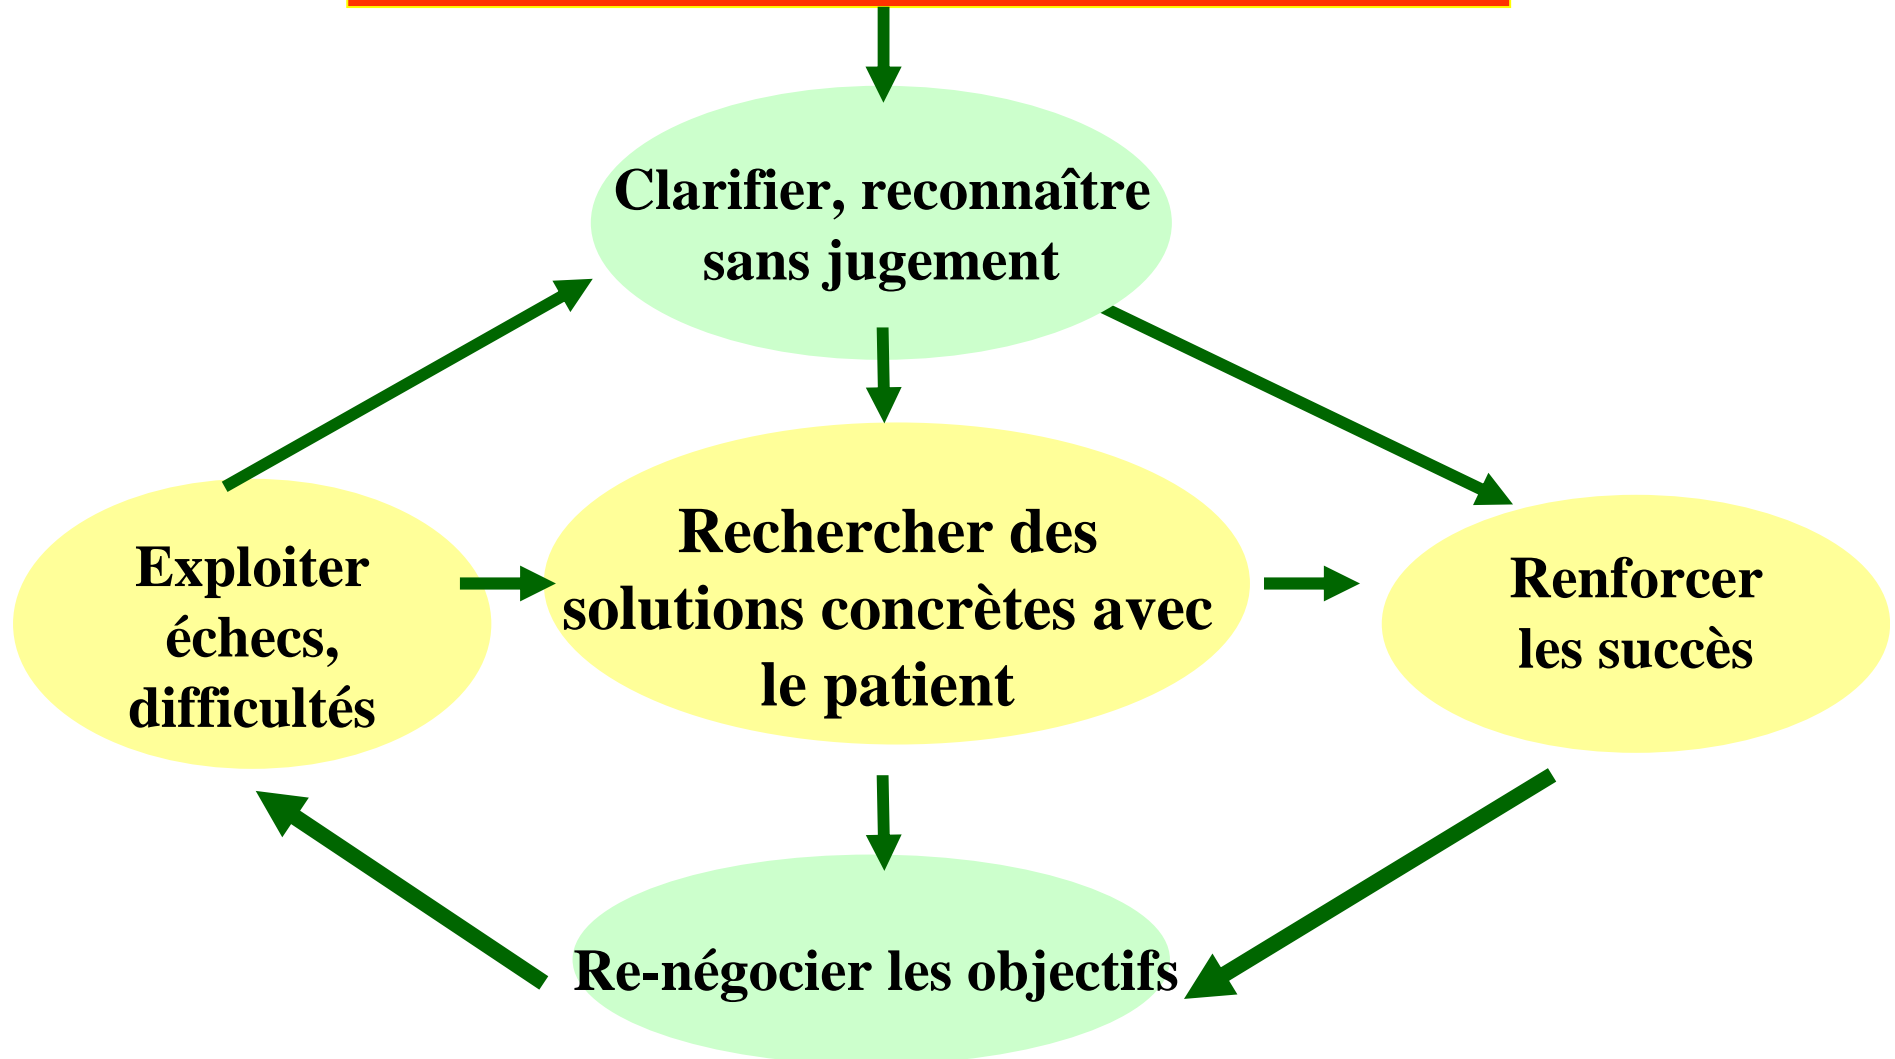 Clarifier, reconnaître
sans jugement
Exploiter
échecs,
difficultés
Rechercher des
solutions concrètes avec
le patient
Renforcer
les succès
Re-négocier les objectifs